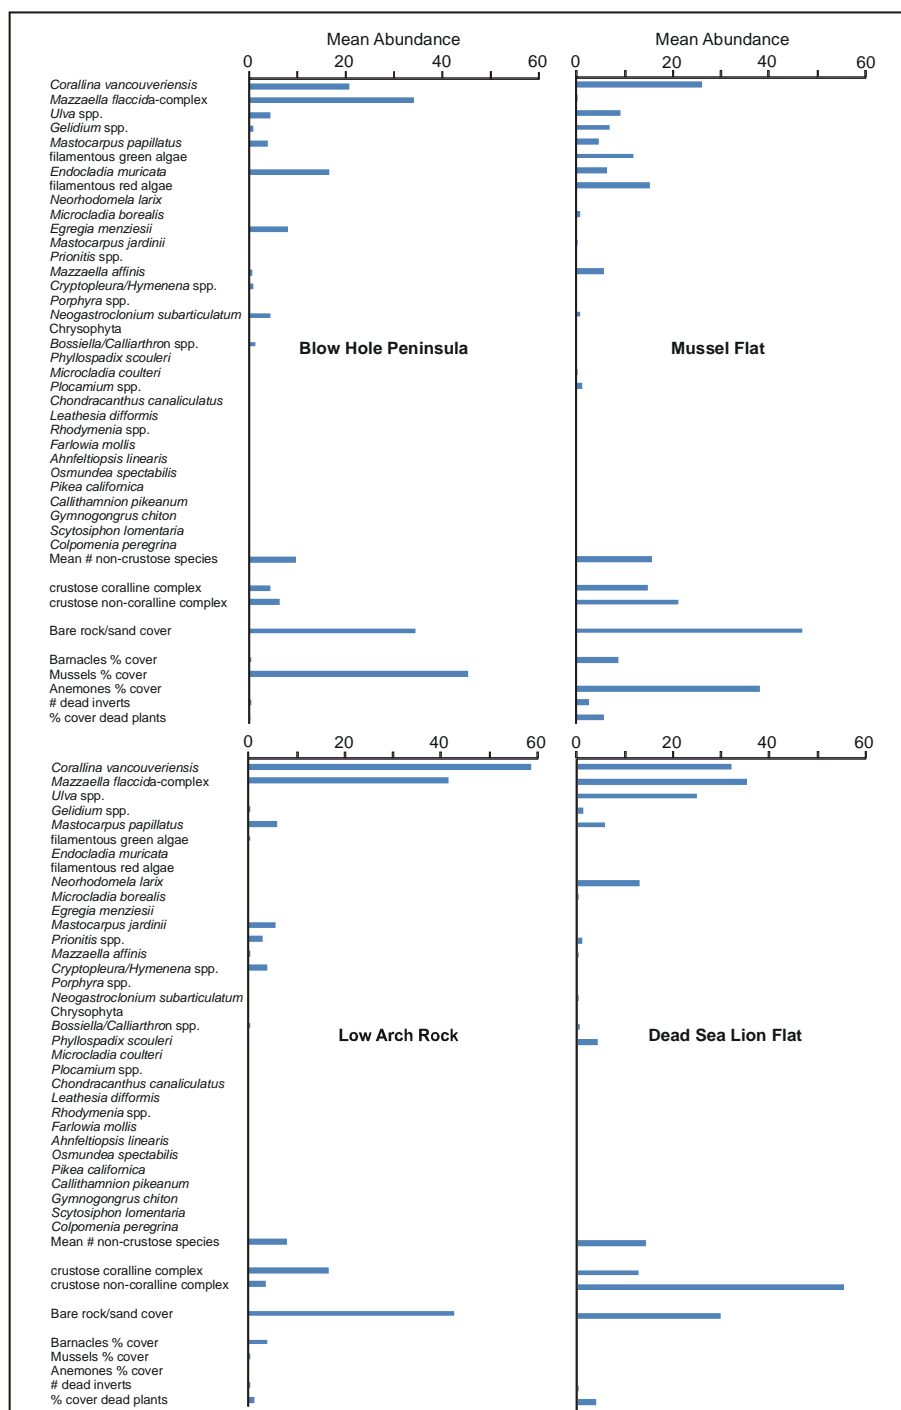 Mean Abundance Mean Abundance
0 20 40 60 0 20 40 60
Corallina vancouveriensis
Mazzaella flaccida-complex
Ulva spp.
Gelidium spp.
Mastocarpus papillatus
filamentous green algae
Endocladia muricata
filamentous red algae
Neorhodomela larix
Microcladia borealis
Egregia menziesii
Mastocarpus jardinii
Prionitis spp.
Mazzaella affinis
Cryptopleura/Hymenena spp.
Porphyra spp.
Neogastroclonium subarticulatum
Chrysophyta
Bossiella/Calliarthron spp.
Blow Hole Peninsula Mussel Flat
Phyllospadix scouleri
Microcladia coulteri
Plocamium spp.
Chondracanthus canaliculatus
Leathesia difformis
Rhodymenia spp.
Farlowia mollis
Ahnfeltiopsis linearis
Osmundea spectabilis
Pikea californica
Callithamnion pikeanum
Gymnogongrus chiton
Scytosiphon lomentaria
Colpomenia peregrina
Mean # non-crustose species
crustose coralline complex
crustose non-coralline complex
Bare rock/sand cover
Barnacles % cover
Mussels % cover
Anemones % cover
# dead inverts
% cover dead plants
0 20 40 60 0 20 40 60
Corallina vancouveriensis
Mazzaella flaccida-complex
Ulva spp.
Gelidium spp.
Mastocarpus papillatus
filamentous green algae
Endocladia muricata
filamentous red algae
Neorhodomela larix
Microcladia borealis
Egregia menziesii
Mastocarpus jardinii
Prionitis spp.
Mazzaella affinis
Cryptopleura/Hymenena spp.
Porphyra spp.
Neogastroclonium subarticulatum
Chrysophyta
Bossiella/Calliarthron spp.
Low Arch Rock Dead Sea Lion Flat
Phyllospadix scouleri
Microcladia coulteri
Plocamium spp.
Chondracanthus canaliculatus
Leathesia difformis
Rhodymenia spp.
Farlowia mollis
Ahnfeltiopsis linearis
Osmundea spectabilis
Pikea californica
Callithamnion pikeanum
Gymnogongrus chiton
Scytosiphon lomentaria
Colpomenia peregrina
Mean # non-crustose species
crustose coralline complex
crustose non-coralline complex
Bare rock/sand cover
Barnacles % cover
Mussels % cover
Anemones % cover
# dead inverts
% cover dead plants